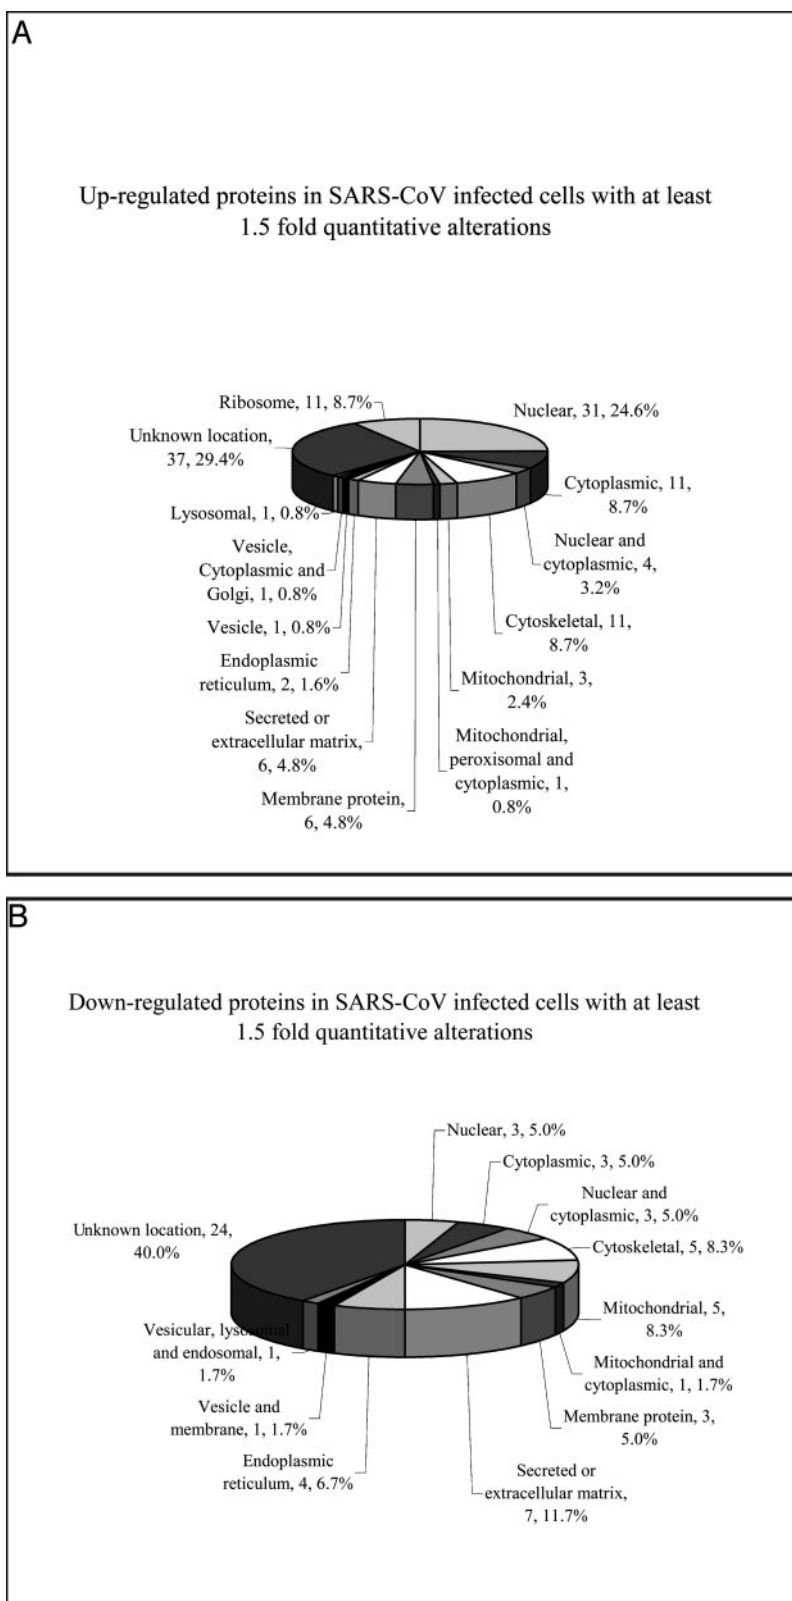 A
Up-regulated proteins in SARS-CoV infected cells with at least
1.5 fold quantitative alterations
Ribosome, 11, 8.7%
Nuclear, 31, 24.6%
Unknown location,
37, 29.4%
Cytoplasmic, 11,
8.7%
Lysosomal, 1, 0.8%
Nuclear and
cytoplasmic, 4,
3.2%
Vesicle,
Cytoplasmic and
Golgi, 1, 0.8%
Vesicle, 1, 0.8%
Cytoskeletal, 11,
8.7%
Endoplasmic
reticulum, 2, 1.6%
Mitochondrial, 3,
2.4%
Secreted or
extracellular matrix,
6, 4.8%
Mitochondrial,
peroxisomal and
cytoplasmic, 1,
0.8%
Membrane protein,
6, 4.8%
B
Down-regulated proteins in SARS-CoV infected cells with at least
1.5 fold quantitative alterations
Nuclear, 3, 5.0%
Cytoplasmic, 3, 5.0%
Nuclear and
cytoplasmic, 3, 5.0%
Unknown location, 24,
40.0%
Cytoskeletal, 5, 8.3%
Mitochondrial, 5,
8.3%
Vesicular, lysosomal
and endosomal, 1,
1.7%
Mitochondrial and
cytoplasmic, 1, 1.7%
Vesicle and
membrane, 1, 1.7%
Membrane protein, 3,
5.0%
Endoplasmic
reticulum, 4, 6.7%
Secreted or
extracellular matrix,
7, 11.7%